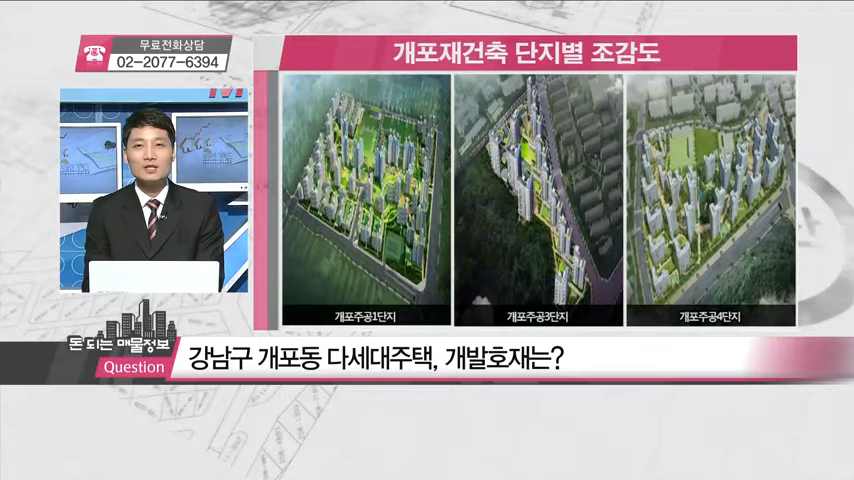 무료전화상담
02-2077-6394
개포재건축 단지별 조감도
개포주공1단지
개포주공3단지
개포주공4단지
돈 되는 매물정보
Question
강남구 개포동 다세대주택, 개발호재는?